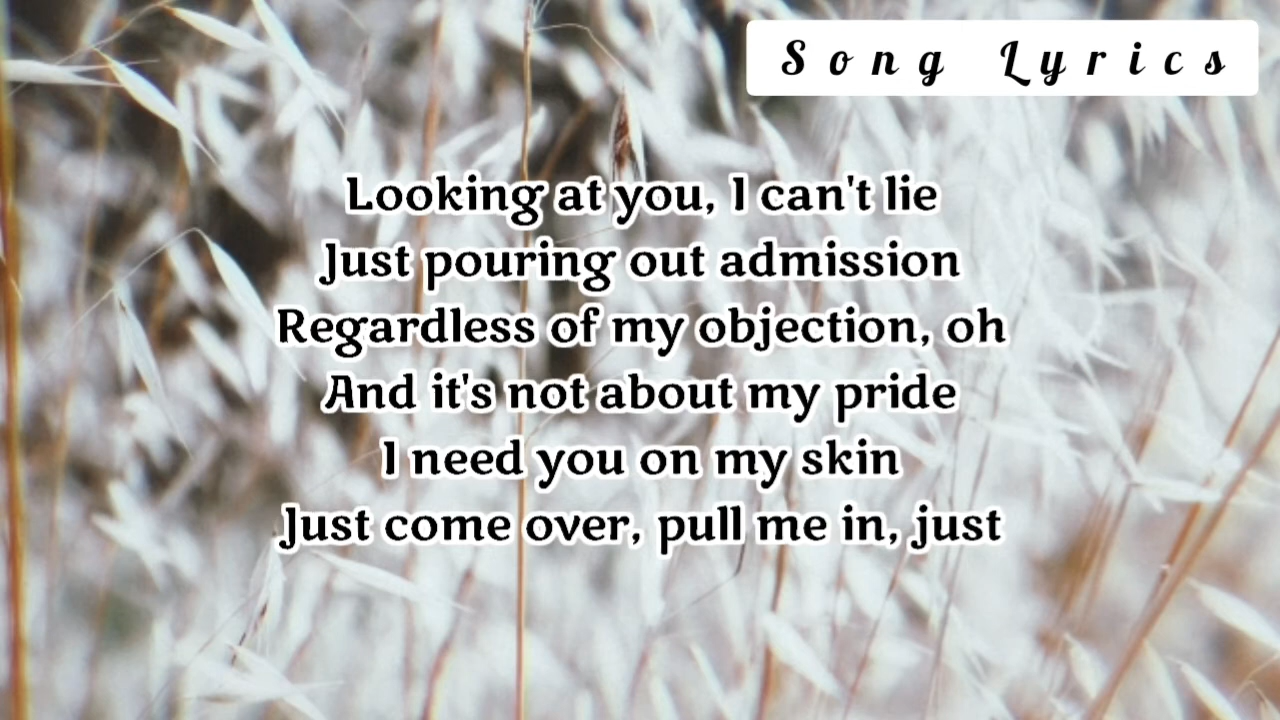 Song Lyrics
Looking at you, I can't lie
Just pouring out admission
Regardless of my objection, oh
And it's not about my pride
I need you on my skin
Just come over, pull me in, just